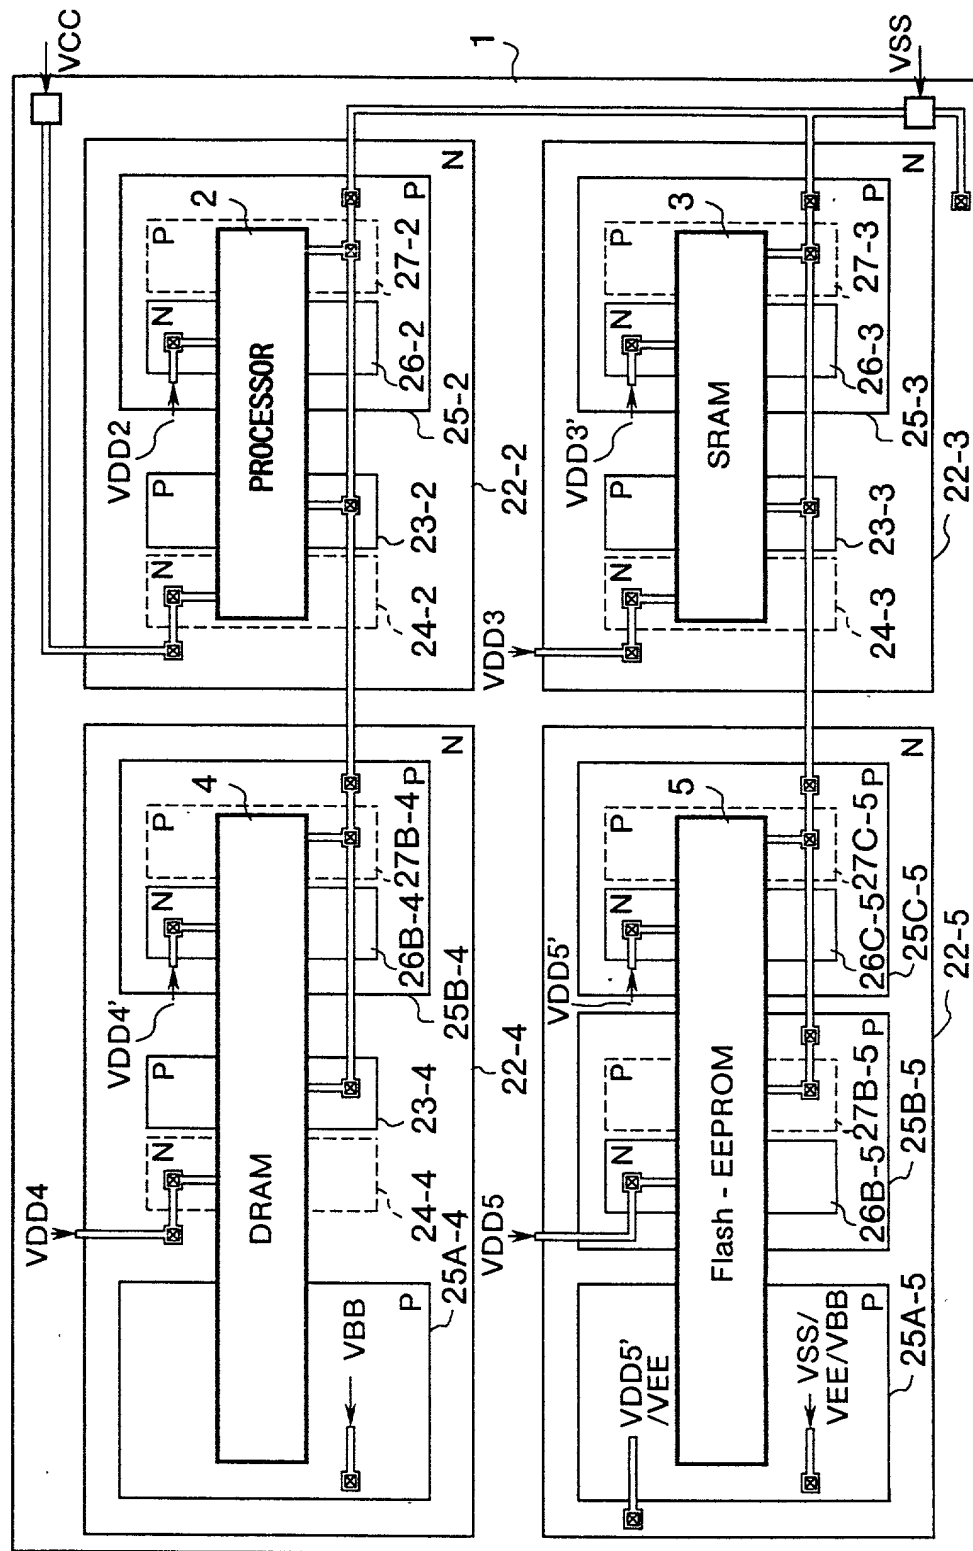 VCC
1
VSS
N
P
2
P
27-2
N
26-2
25-2
VDD2
PROCESSOR
P
23-2
22-2
N
24-2
N
P
3
P
27-3
N
26-3
25-3
VDD3'
SRAM
P
23-3
22-3
N
24-3
VDD3
N
P
4
P
27B-4
N
26B-4
25B-4
VDD4'
P
23-4
22-4
DRAM
N
24-4
VDD4
25A-4
P
VBB
N
P
5
P
27C-5
N
26C-5
25C-5
22-5
VDD5'
P
P
27B-5
N
26B-5
25B-5
Flash - EEPROM
VDD5
25A-5
P
VDD5'
/VEE
VSS/
VEE/VBB